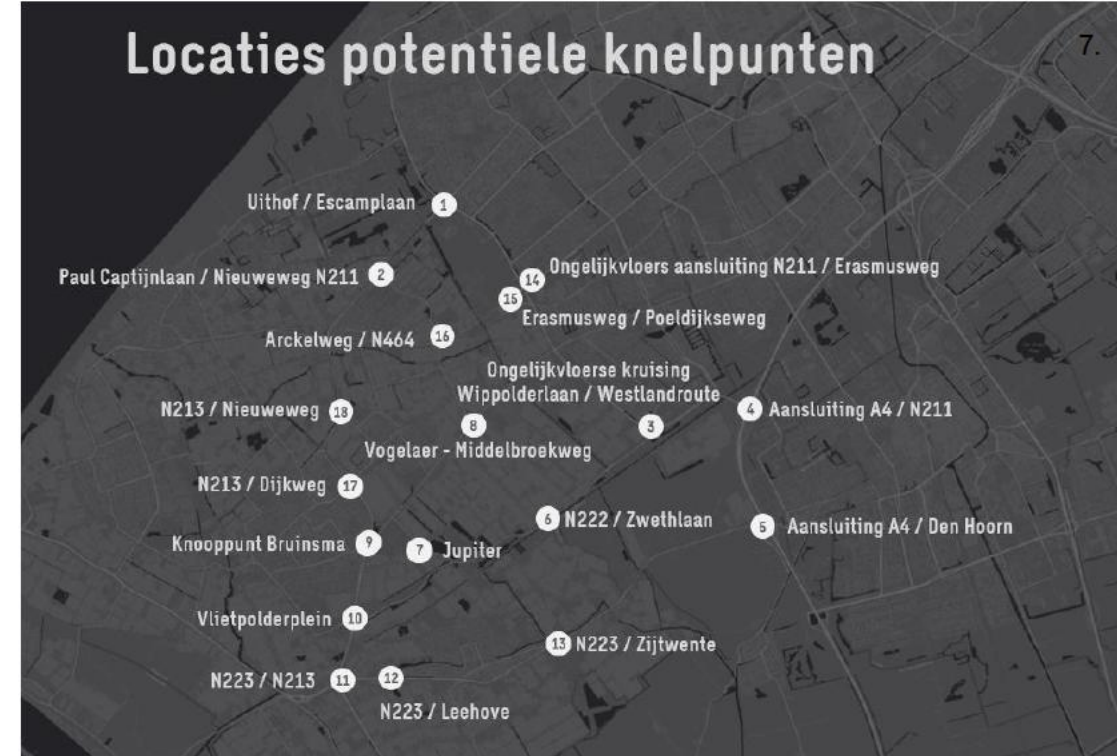 Locaties potentiele knelpunten
7.
Uithof / Escamplaan 1
Paul Captijnlaan / Nieuweweg N211 2
14 Ongelijkvloers aansluiting N211 / Erasmusweg
15 Erasmusweg / Poeldijkseweg
Arckelweg / N464 16
Ongelijkvloerse kruising
Wippolderlaan / Westlandroute
3
4 Aansluiting A4 / N211
N213 / Nieuweweg 18
8
Vogelaer - Middelbroekweg
N213 / Dijkweg 17
6 N222 / Zwethlaan
5 Aansluiting A4 / Den Hoorn
Knooppunt Bruinsma 9
7 Jupiter
Vlietpolderplein 10
13 N223 / Zijtwente
N223 / N213 11
12
N223 / Leehove